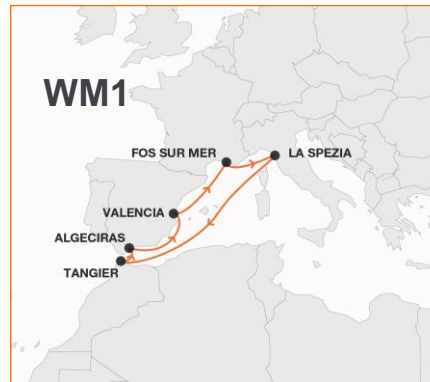 WM1
FOS SUR MER
LA SPEZIA
VALENCIA
ALGECIRAS
TANGIER